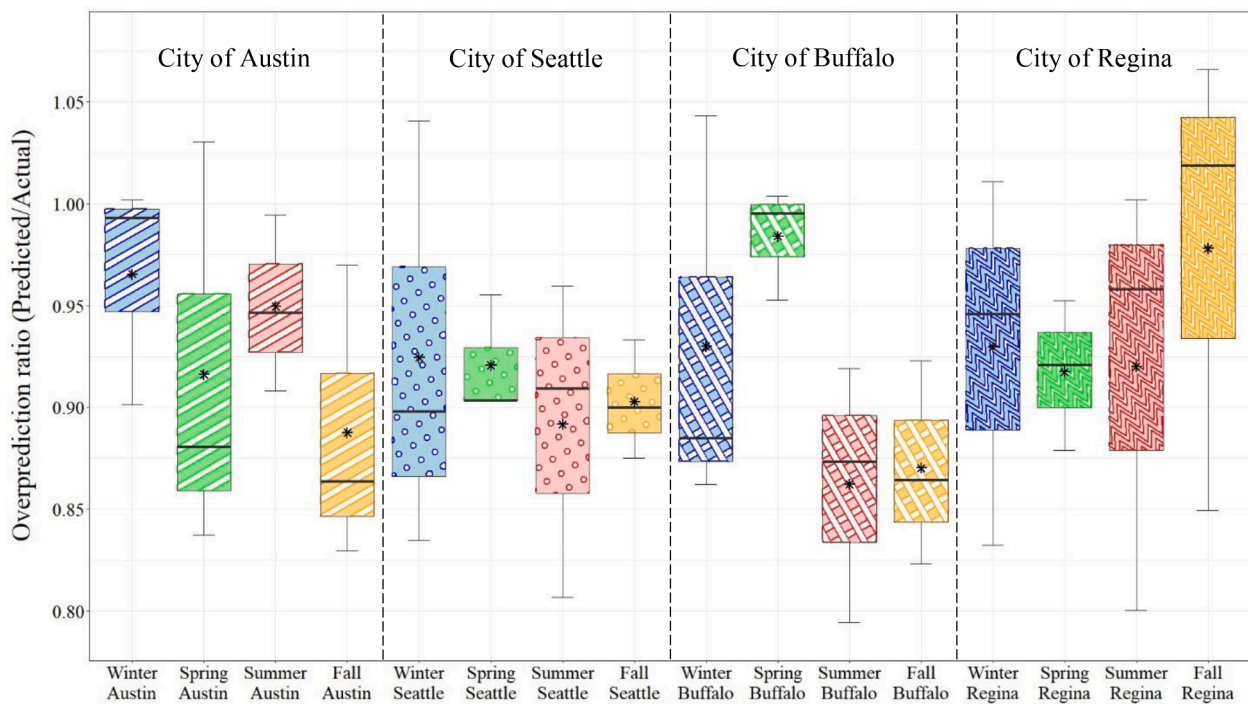 City of Austin
City of Seattle
City of Buffalo
City of Regina
Overprediction ratio (Predicted/Actual)
1.05
1.00
0.95
0.90
0.85
0.80
Winter
Austin
Spring
Austin
Summer
Austin
Fall
Austin
Winter
Seattle
Spring
Seattle
Summer
Seattle
Fall
Seattle
Winter
Buffalo
Spring
Buffalo
Summer
Buffalo
Fall
Buffalo
Winter
Regina
Spring
Regina
Summer
Regina
Fall
Regina